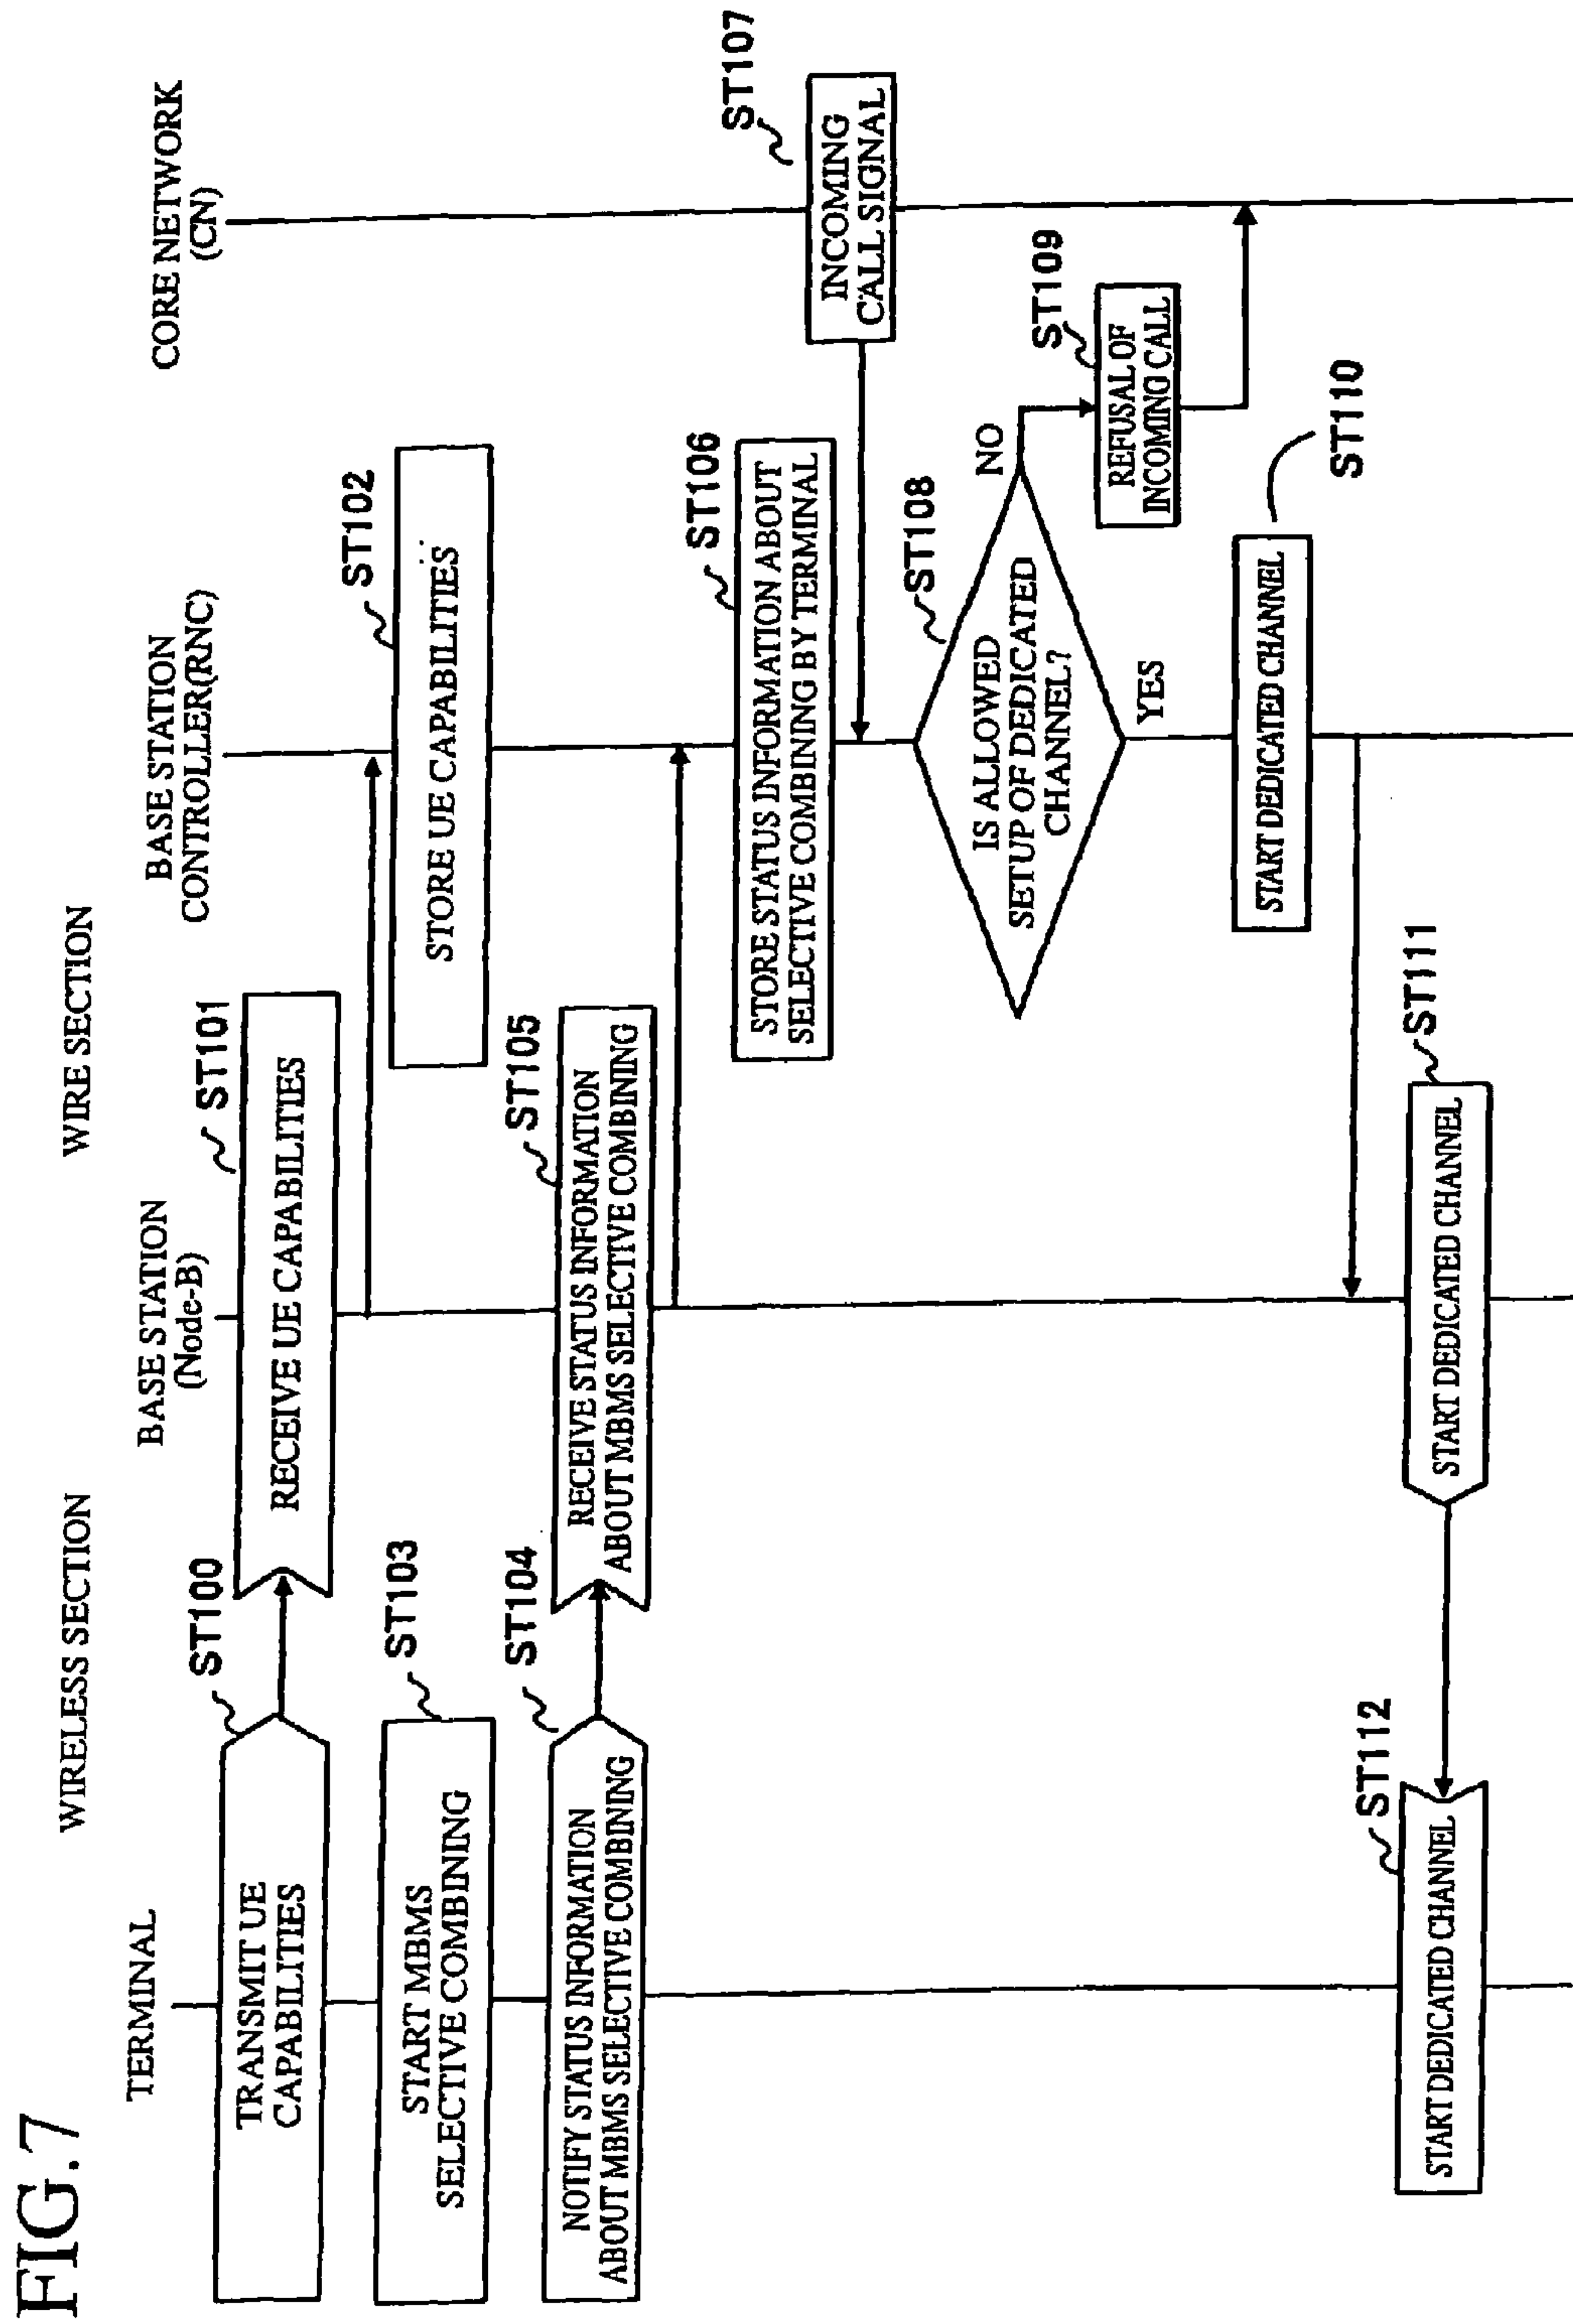 FIG.7
WIRELESS SECTION
WIRE SECTION
TERMINAL
BASE STATION
(Node-B)
BASE STATION
CONTROLLER(RNC)
CORE NETWORK
(CN)
ST100
TRANSMIT UE
CAPABILITIES
ST101
RECEIVE UE CAPABILITIES
ST102
STORE UE CAPABILITIES
ST103
START MBMS
SELECTIVE COMBINING
ST104
NOTIFY STATUS INFORMATION
ABOUT MBMS SELECTIVE COMBINING
ST105
RECEIVE STATUS INFORMATION
ABOUT MBMS SELECTIVE COMBINING
ST106
STORE STATUS INFORMATION ABOUT
SELECTIVE COMBINING BY TERMINAL
ST107
INCOMING
CALL SIGNAL
ST108
IS ALLOWED
SETUP OF DEDICATED
CHANNEL?
NO
YES
ST109
REFUSAL OF
INCOMING CALL
ST110
START DEDICATED CHANNEL
ST111
START DEDICATED CHANNEL
ST112
START DEDICATED CHANNEL